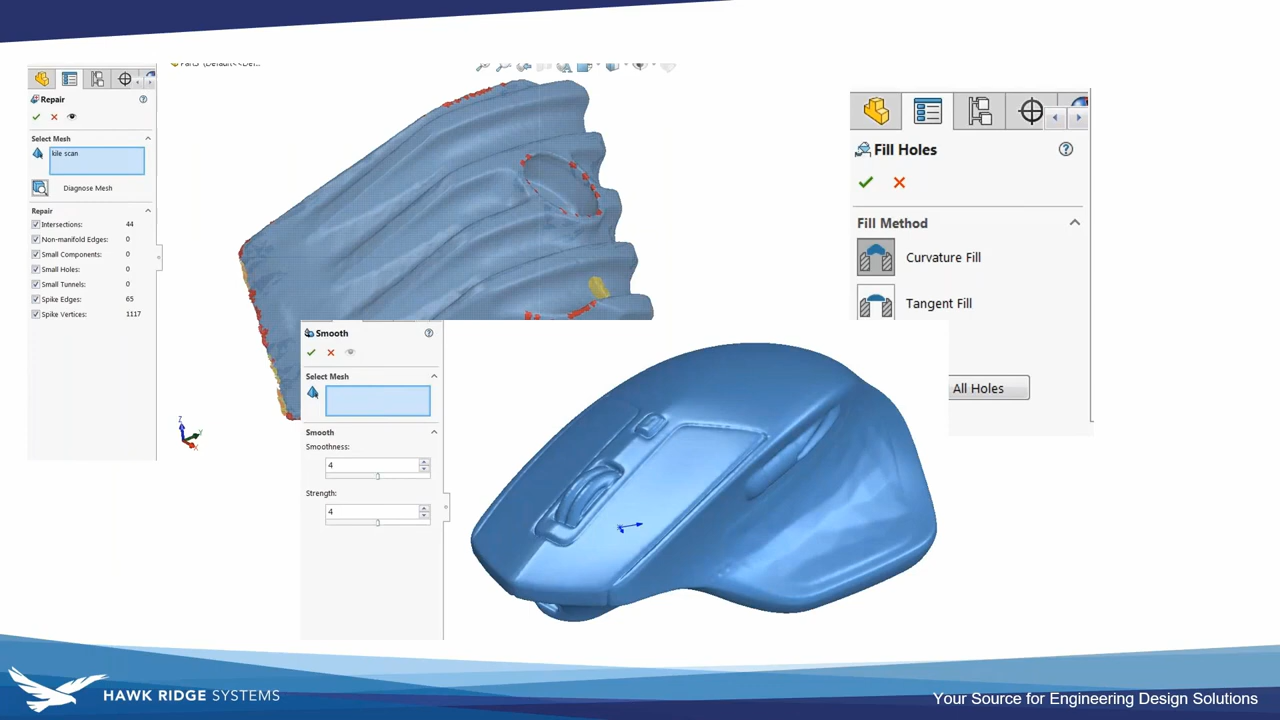 Repair
Select Mesh
kile scan
Diagnose Mesh
Repair
Intersections: 44
Non-manifold Edges: 0
Small Components: 0
Small Holes: 0
Small Tunnels: 0
Spike Edges: 65
Spike Vertices: 1117
Z
Y
X
Smooth
Select Mesh
Smooth
Smoothness:
4
Strength:
4
Fill Holes
Fill Method
Curvature Fill
Tangent Fill
All Holes
HAWK RIDGE SYSTEMS
Your Source for Engineering Design Solutions